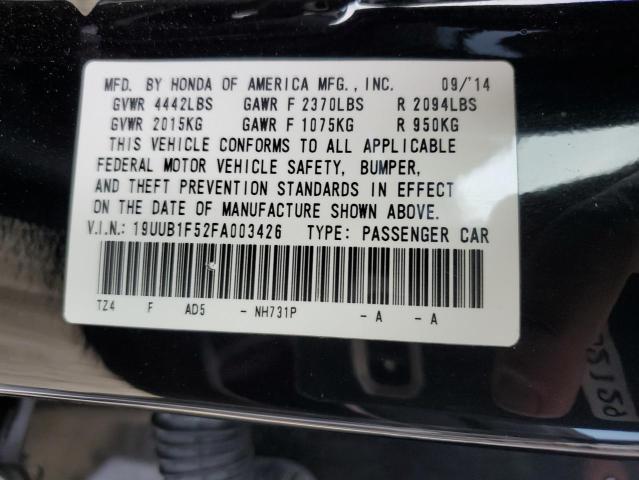 MFD. BY HONDA OF AMERICA MFG., INC. 09/'14
GVWR 4442LBS GAWR F 2370LBS R 2094LBS
GVWR 2015KG GAWR F 1075KG R 950KG
THIS VEHICLE CONFORMS TO ALL APPLICABLE
FEDERAL MOTOR VEHICLE SAFETY, BUMPER,
AND THEFT PREVENTION STANDARDS IN EFFECT
ON THE DATE OF MANUFACTURE SHOWN ABOVE.
V.I.N.: 19UUB1F52FA003426 TYPE: PASSENGER CAR
TZ4 F AD5 - NH731P - A - A